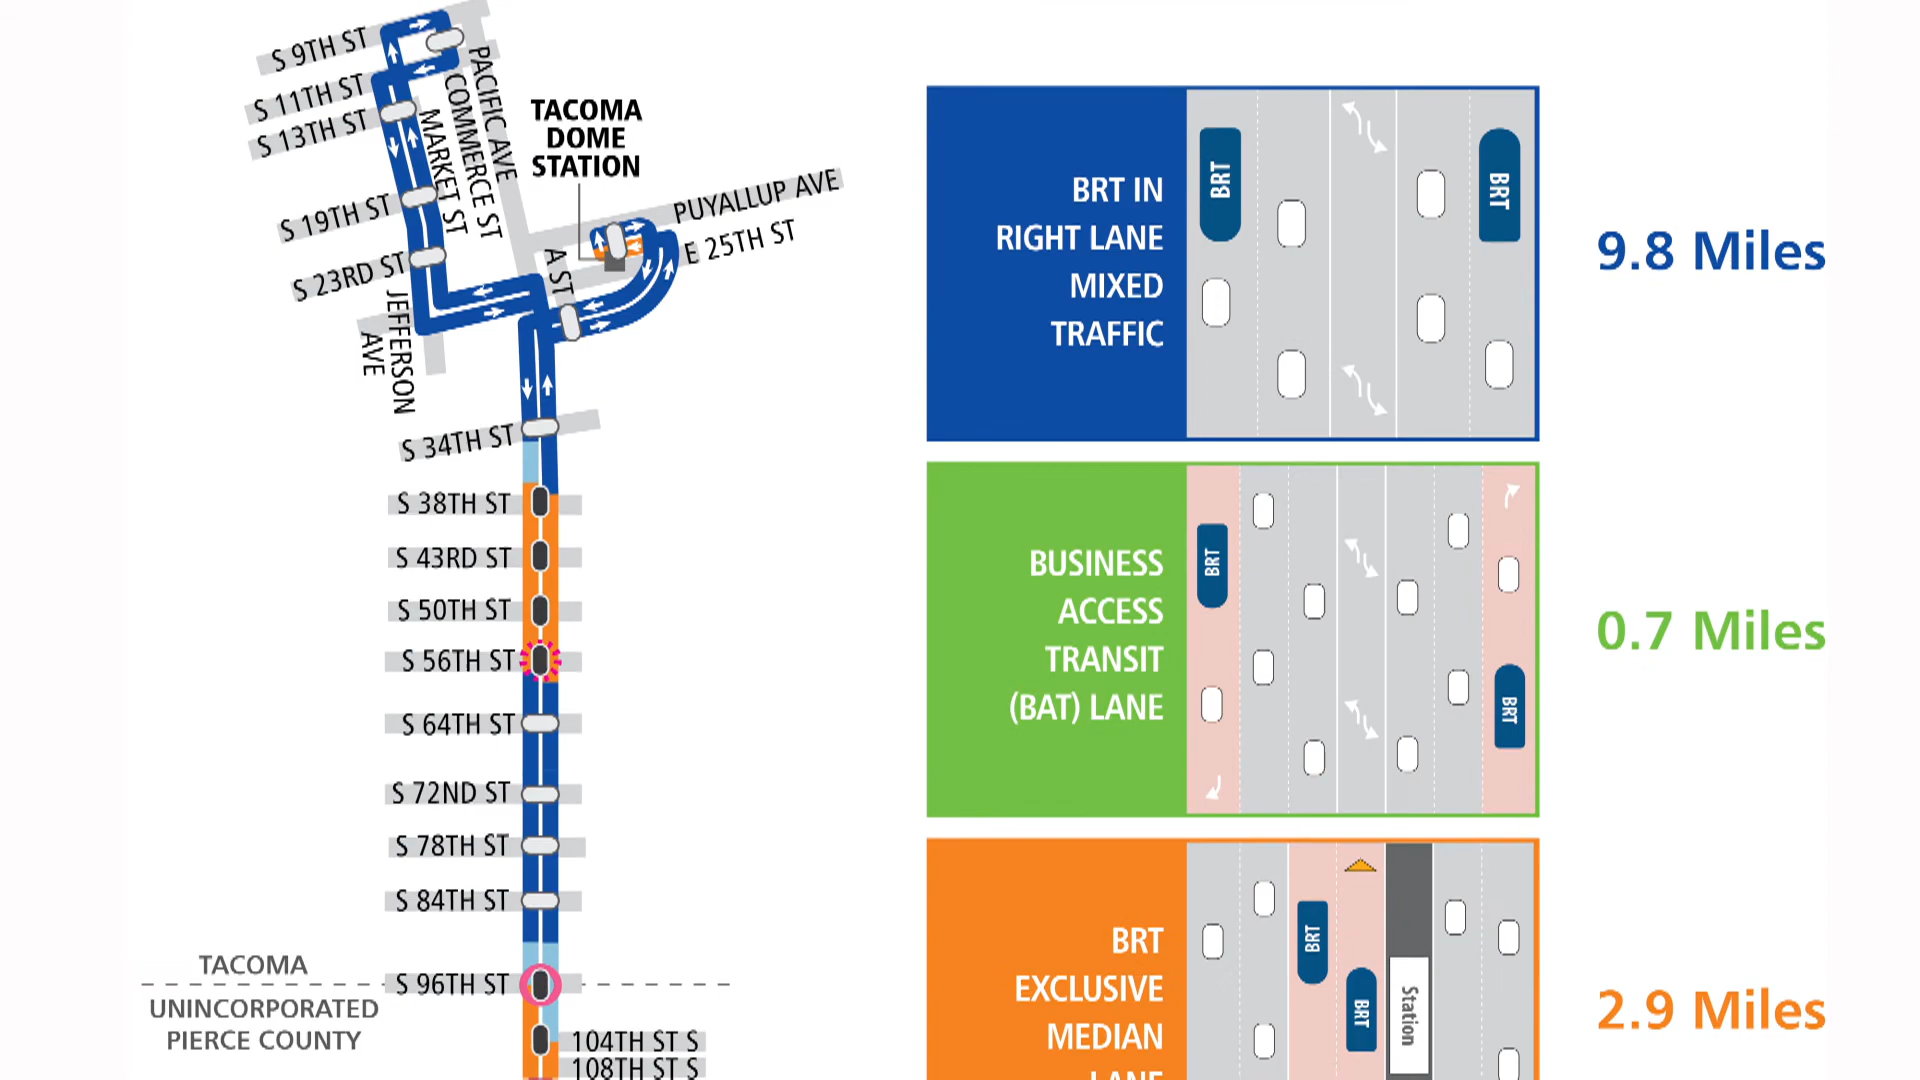 S 9TH ST
S 11TH ST
S 13TH ST
PACIFIC AVE
COMMERCE ST
MARKET ST
TACOMA
DOME
STATION
S 19TH ST
PUYALLUP AVE
E 25TH ST
S 23RD ST
A ST
JEFFERSON
AVE
S 34TH ST
S 38TH ST
S 43RD ST
S 50TH ST
S 56TH ST
S 64TH ST
S 72ND ST
S 78TH ST
S 84TH ST
TACOMA
S 96TH ST
UNINCORPORATED
PIERCE COUNTY
104TH ST S
108TH ST S
BRT IN
RIGHT LANE
MIXED
TRAFFIC
BRT
BRT
9.8 Miles
BUSINESS
ACCESS
TRANSIT
(BAT) LANE
BRT
BRT
0.7 Miles
BRT
EXCLUSIVE
MEDIAN
LANE
BRT
BRT
Station
2.9 Miles